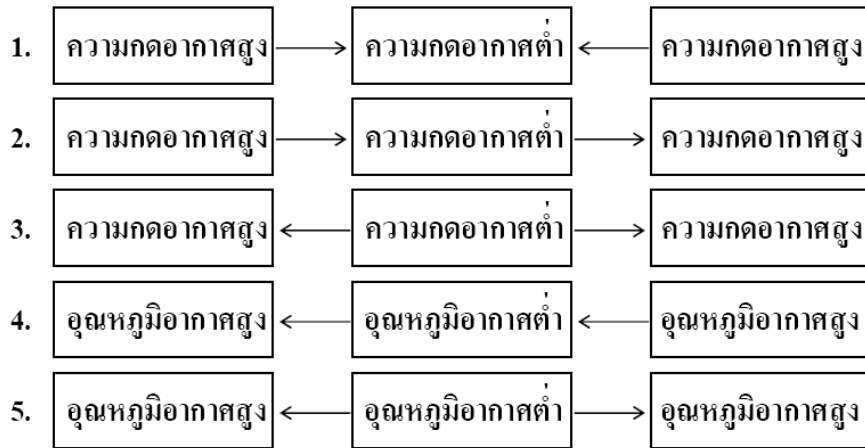 1. ความกดอากาศสูง ความกดอากาศต่ำ ความกดอากาศสูง
2. ความกดอากาศสูง ความกดอากาศต่ำ ความกดอากาศสูง
3. ความกดอากาศสูง ความกดอากาศต่ำ ความกดอากาศสูง
4. อุณหภูมิอากาศสูง อุณหภูมิอากาศต่ำ อุณหภูมิอากาศสูง
5. อุณหภูมิอากาศสูง อุณหภูมิอากาศต่ำ อุณหภูมิอากาศสูง